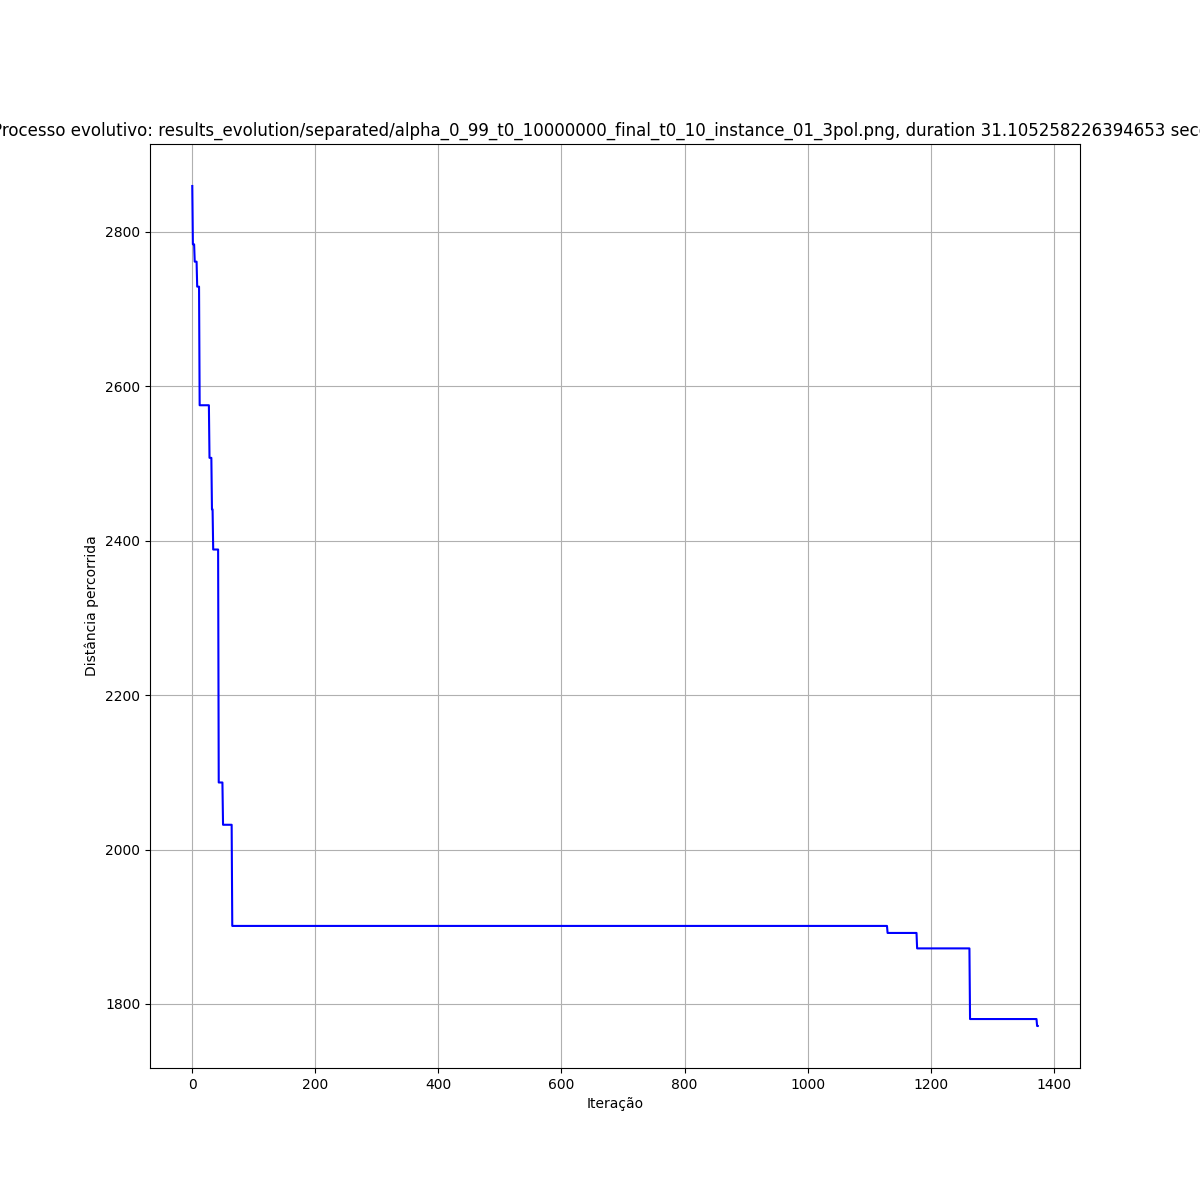 Processo evolutivo: results_evolution/separated/alpha_0_99_t0_10000000_final_t0_10_instance_01_3pol.png, duration 31.105258226394653 sec
2800
2600
2400
2200
2000
1800
Distância percorrida
0 200 400 600 800 1000 1200 1400
Iteração